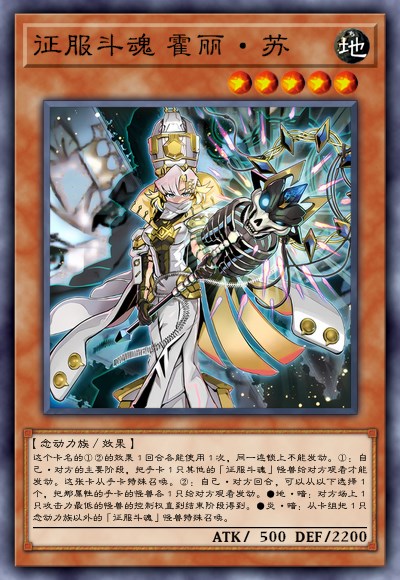 征服斗魂 霍丽·苏
地
【念动力族／效果】
这个卡名的①②的效果1回合各能使用1次，同一连锁上不能发动。①：自
己·对方的主要阶段，把手卡1只其他的「征服斗魂」怪兽给对方观看才能
发动。这张卡从手卡特殊召唤。②：自己·对方回合，可以从以下选择1
个，把那属性的手卡的怪兽各1只给对方观看发动。●地·暗：对方场上1
只攻击力最低的怪兽的控制权直到结束阶段得到。●炎·暗：从卡组把1只
念动力族以外的「征服斗魂」怪兽特殊召唤。
ATK/ 500 DEF/2200